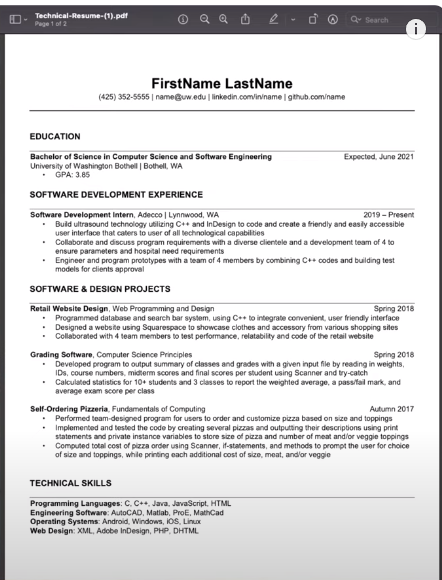 Technical-Resume-(1).pdf
Page 1 of 2
Search
FirstName LastName
(425) 352-5555 | name@uw.edu | linkedin.com/in/name | github.com/name
EDUCATION
Bachelor of Science in Computer Science and Software Engineering Expected, June 2021
University of Washington Bothell | Bothell, WA
• GPA: 3.85
SOFTWARE DEVELOPMENT EXPERIENCE
Software Development Intern, Adecco | Lynnwood, WA 2019 – Present
• Build ultrasound technology utilizing C++ and InDesign to code and create a friendly and easily accessible
user interface that caters to user of all technological capabilities
• Collaborate and discuss program requirements with a diverse clientele and a development team of 4 to
ensure parameters and hospital need requirements
• Engineer and program prototypes with a team of 4 members by combining C++ codes and building test
models for clients approval
SOFTWARE & DESIGN PROJECTS
Retail Website Design, Web Programming and Design Spring 2018
• Programmed database and search bar system, using C++ to integrate convenient, user friendly interface
• Designed a website using Squarespace to showcase clothes and accessory from various shopping sites
• Collaborated with 4 team members to test performance, relatability and code of the retail website
Grading Software, Computer Science Principles Spring 2018
• Developed program to output summary of classes and grades with a given input file by reading in weights,
IDs, course numbers, midterm scores and final scores per student using Scanner and try-catch
• Calculated statistics for 10+ students and 3 classes to report the weighted average, a pass/fail mark, and
average exam score per class
Self-Ordering Pizzeria, Fundamentals of Computing Autumn 2017
• Performed team-designed program for users to order and customize pizza based on size and toppings
• Implemented and tested the code by creating several pizzas and outputting their descriptions using print
statements and private instance variables to store size of pizza and number of meat and/or veggie toppings
• Computed total cost of pizza order using Scanner, if-statements, and methods to prompt the user for choice
of size and toppings, while printing each additional cost of size, meat, and/or veggie
TECHNICAL SKILLS
Programming Languages: C, C++, Java, JavaScript, HTML
Engineering Software: AutoCAD, Matlab, ProE, MathCad
Operating Systems: Android, Windows, iOS, Linux
Web Design: XML, Adobe InDesign, PHP, DHTML